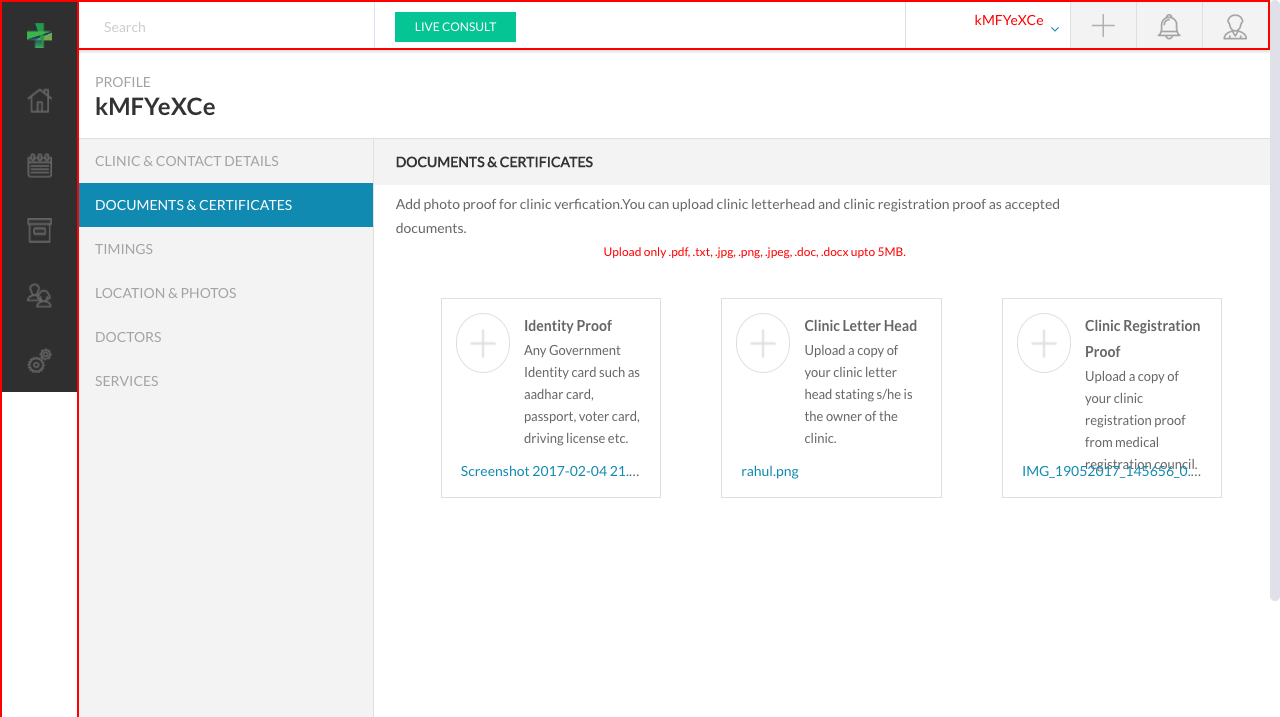 Search
LIVE CONSULT
kMFYeXCe
PROFILE
kMFYeXCe
CLINIC & CONTACT DETAILS
DOCUMENTS & CERTIFICATES
TIMINGS
LOCATION & PHOTOS
DOCTORS
SERVICES
DOCUMENTS & CERTIFICATES
Add photo proof for clinic verfication.You can upload clinic letterhead and clinic registration proof as accepted
documents.
Upload only .pdf, .txt, .jpg, .png, .jpeg, .doc, .docx upto 5MB.
Identity Proof
Any Government
Identity card such as
aadhar card,
passport, voter card,
driving license etc.
Screenshot 2017-02-04 21....
Clinic Letter Head
Upload a copy of
your clinic letter
head stating s/he is
the owner of the
clinic.
rahul.png
Clinic Registration
Proof
Upload a copy of
your clinic
registration proof
from medical
registration council.
IMG_19052017_145656_0....